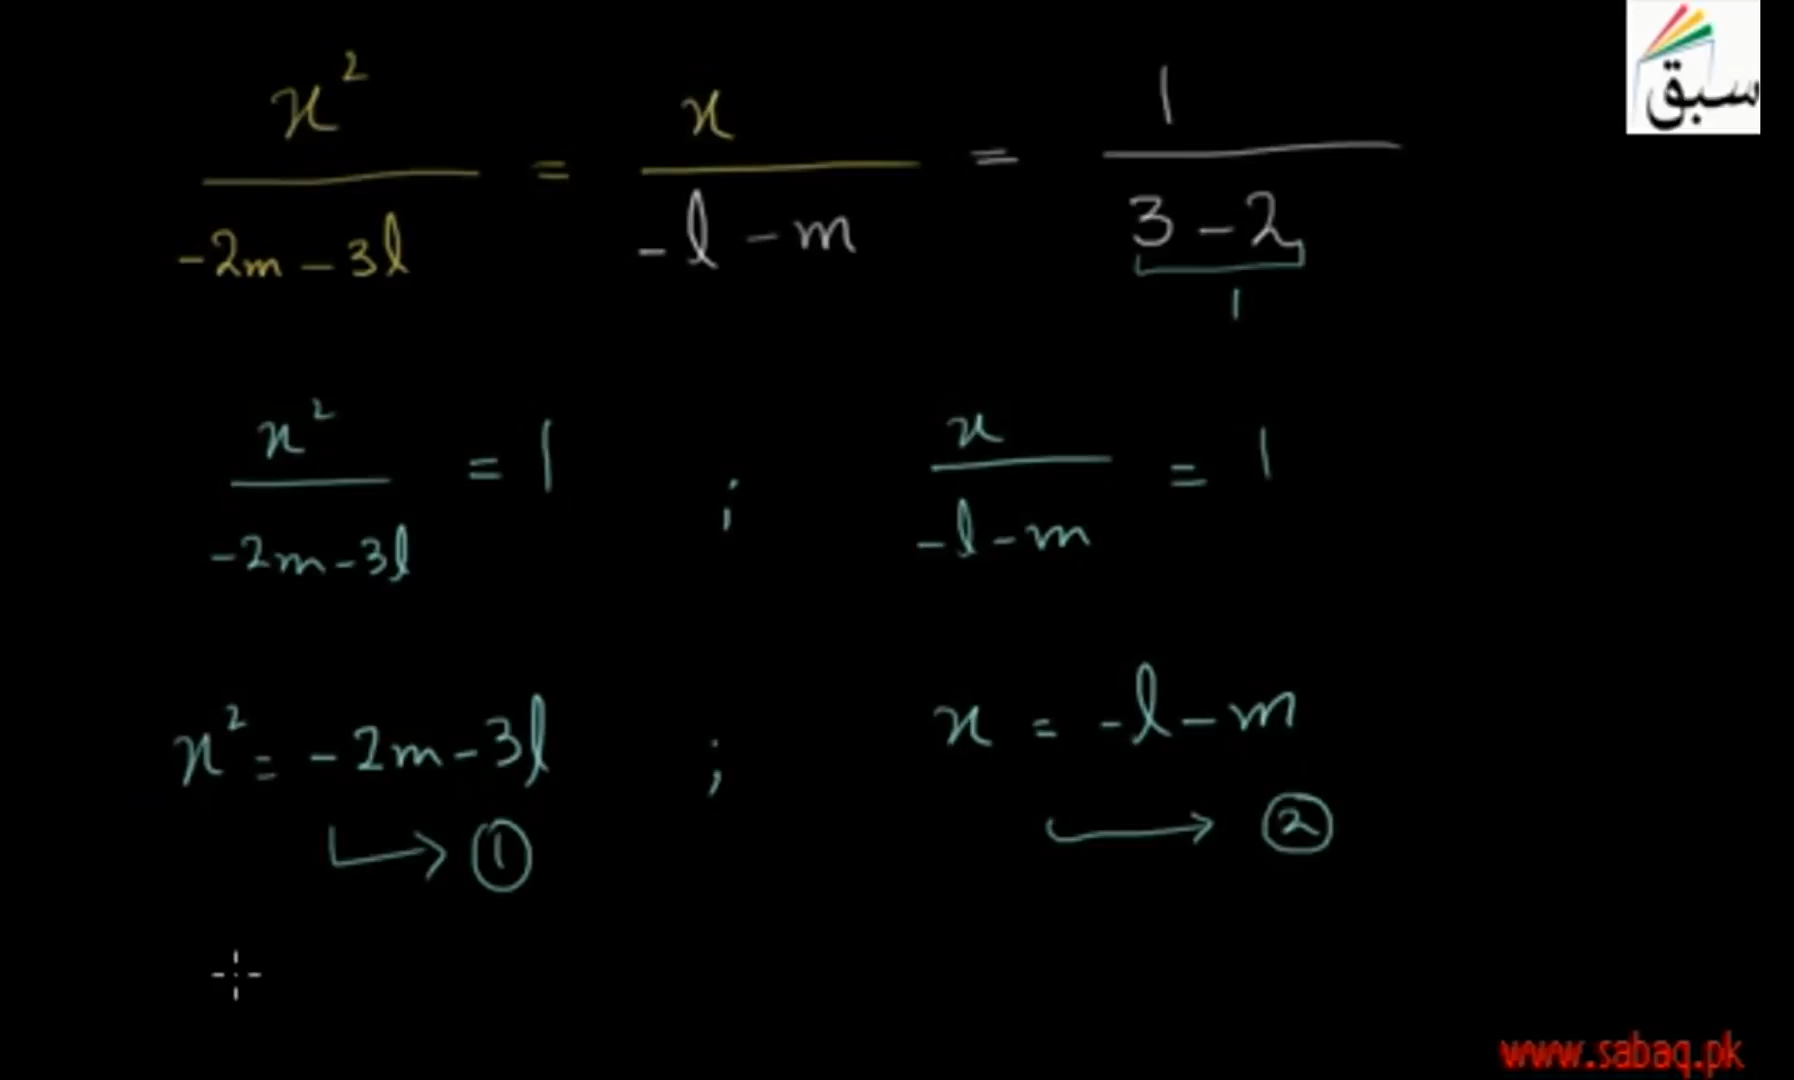 سبق
x² / -2m - 3l = x / -l - m = 1 / 3 - 2
1
x² / -2m - 3l = 1 ; x / -l - m = 1
x² = -2m - 3l ; x = -l - m
↳ ① → ②
www.sabaq.pk